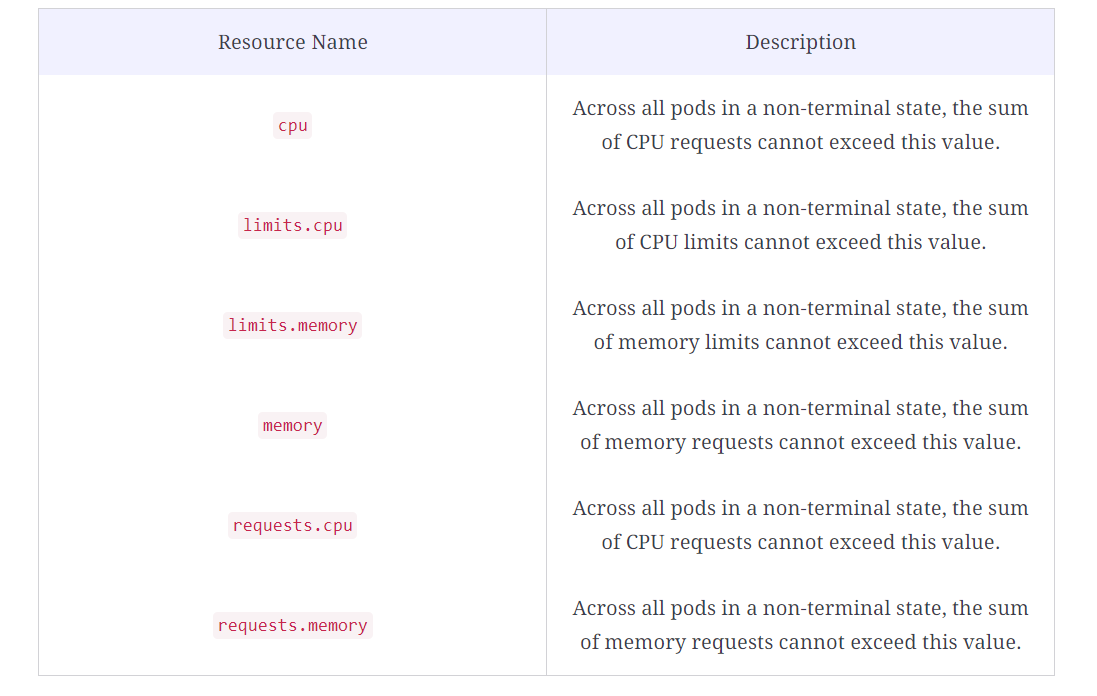 Resource Name
Description
cpu
Across all pods in a non-terminal state, the sum
of CPU requests cannot exceed this value.
limits.cpu
Across all pods in a non-terminal state, the sum
of CPU limits cannot exceed this value.
limits.memory
Across all pods in a non-terminal state, the sum
of memory limits cannot exceed this value.
memory
Across all pods in a non-terminal state, the sum
of memory requests cannot exceed this value.
requests.cpu
Across all pods in a non-terminal state, the sum
of CPU requests cannot exceed this value.
requests.memory
Across all pods in a non-terminal state, the sum
of memory requests cannot exceed this value.